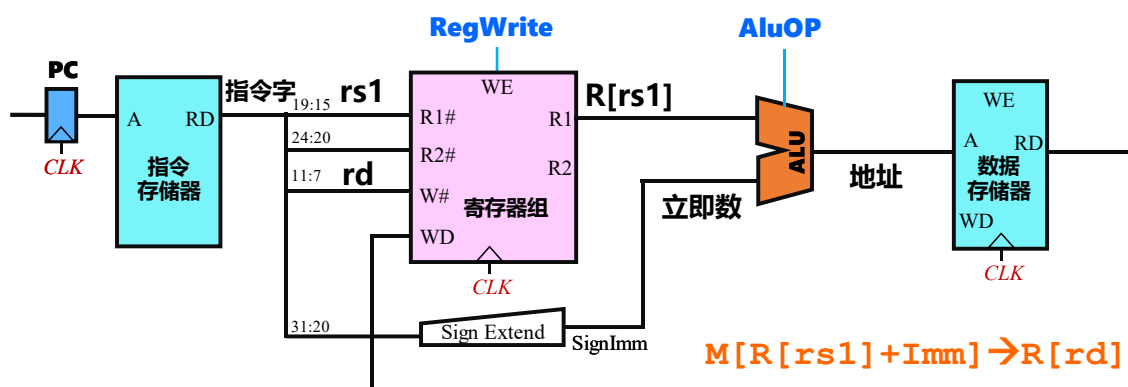 RegWrite
AluOP
PC
指令字
rs1
WE
R[rs1]
WE
19:15
A
RD
R1#
R1
24:20
R2#
R2
ALU
A
RD
CLK
指令
存储器
11:7
rd
W#
寄存器组
立即数
地址
数据
存储器
WD
WD
CLK
CLK
31:20
Sign Extend
SignImm
M[R[rs1]+Imm]→R[rd]